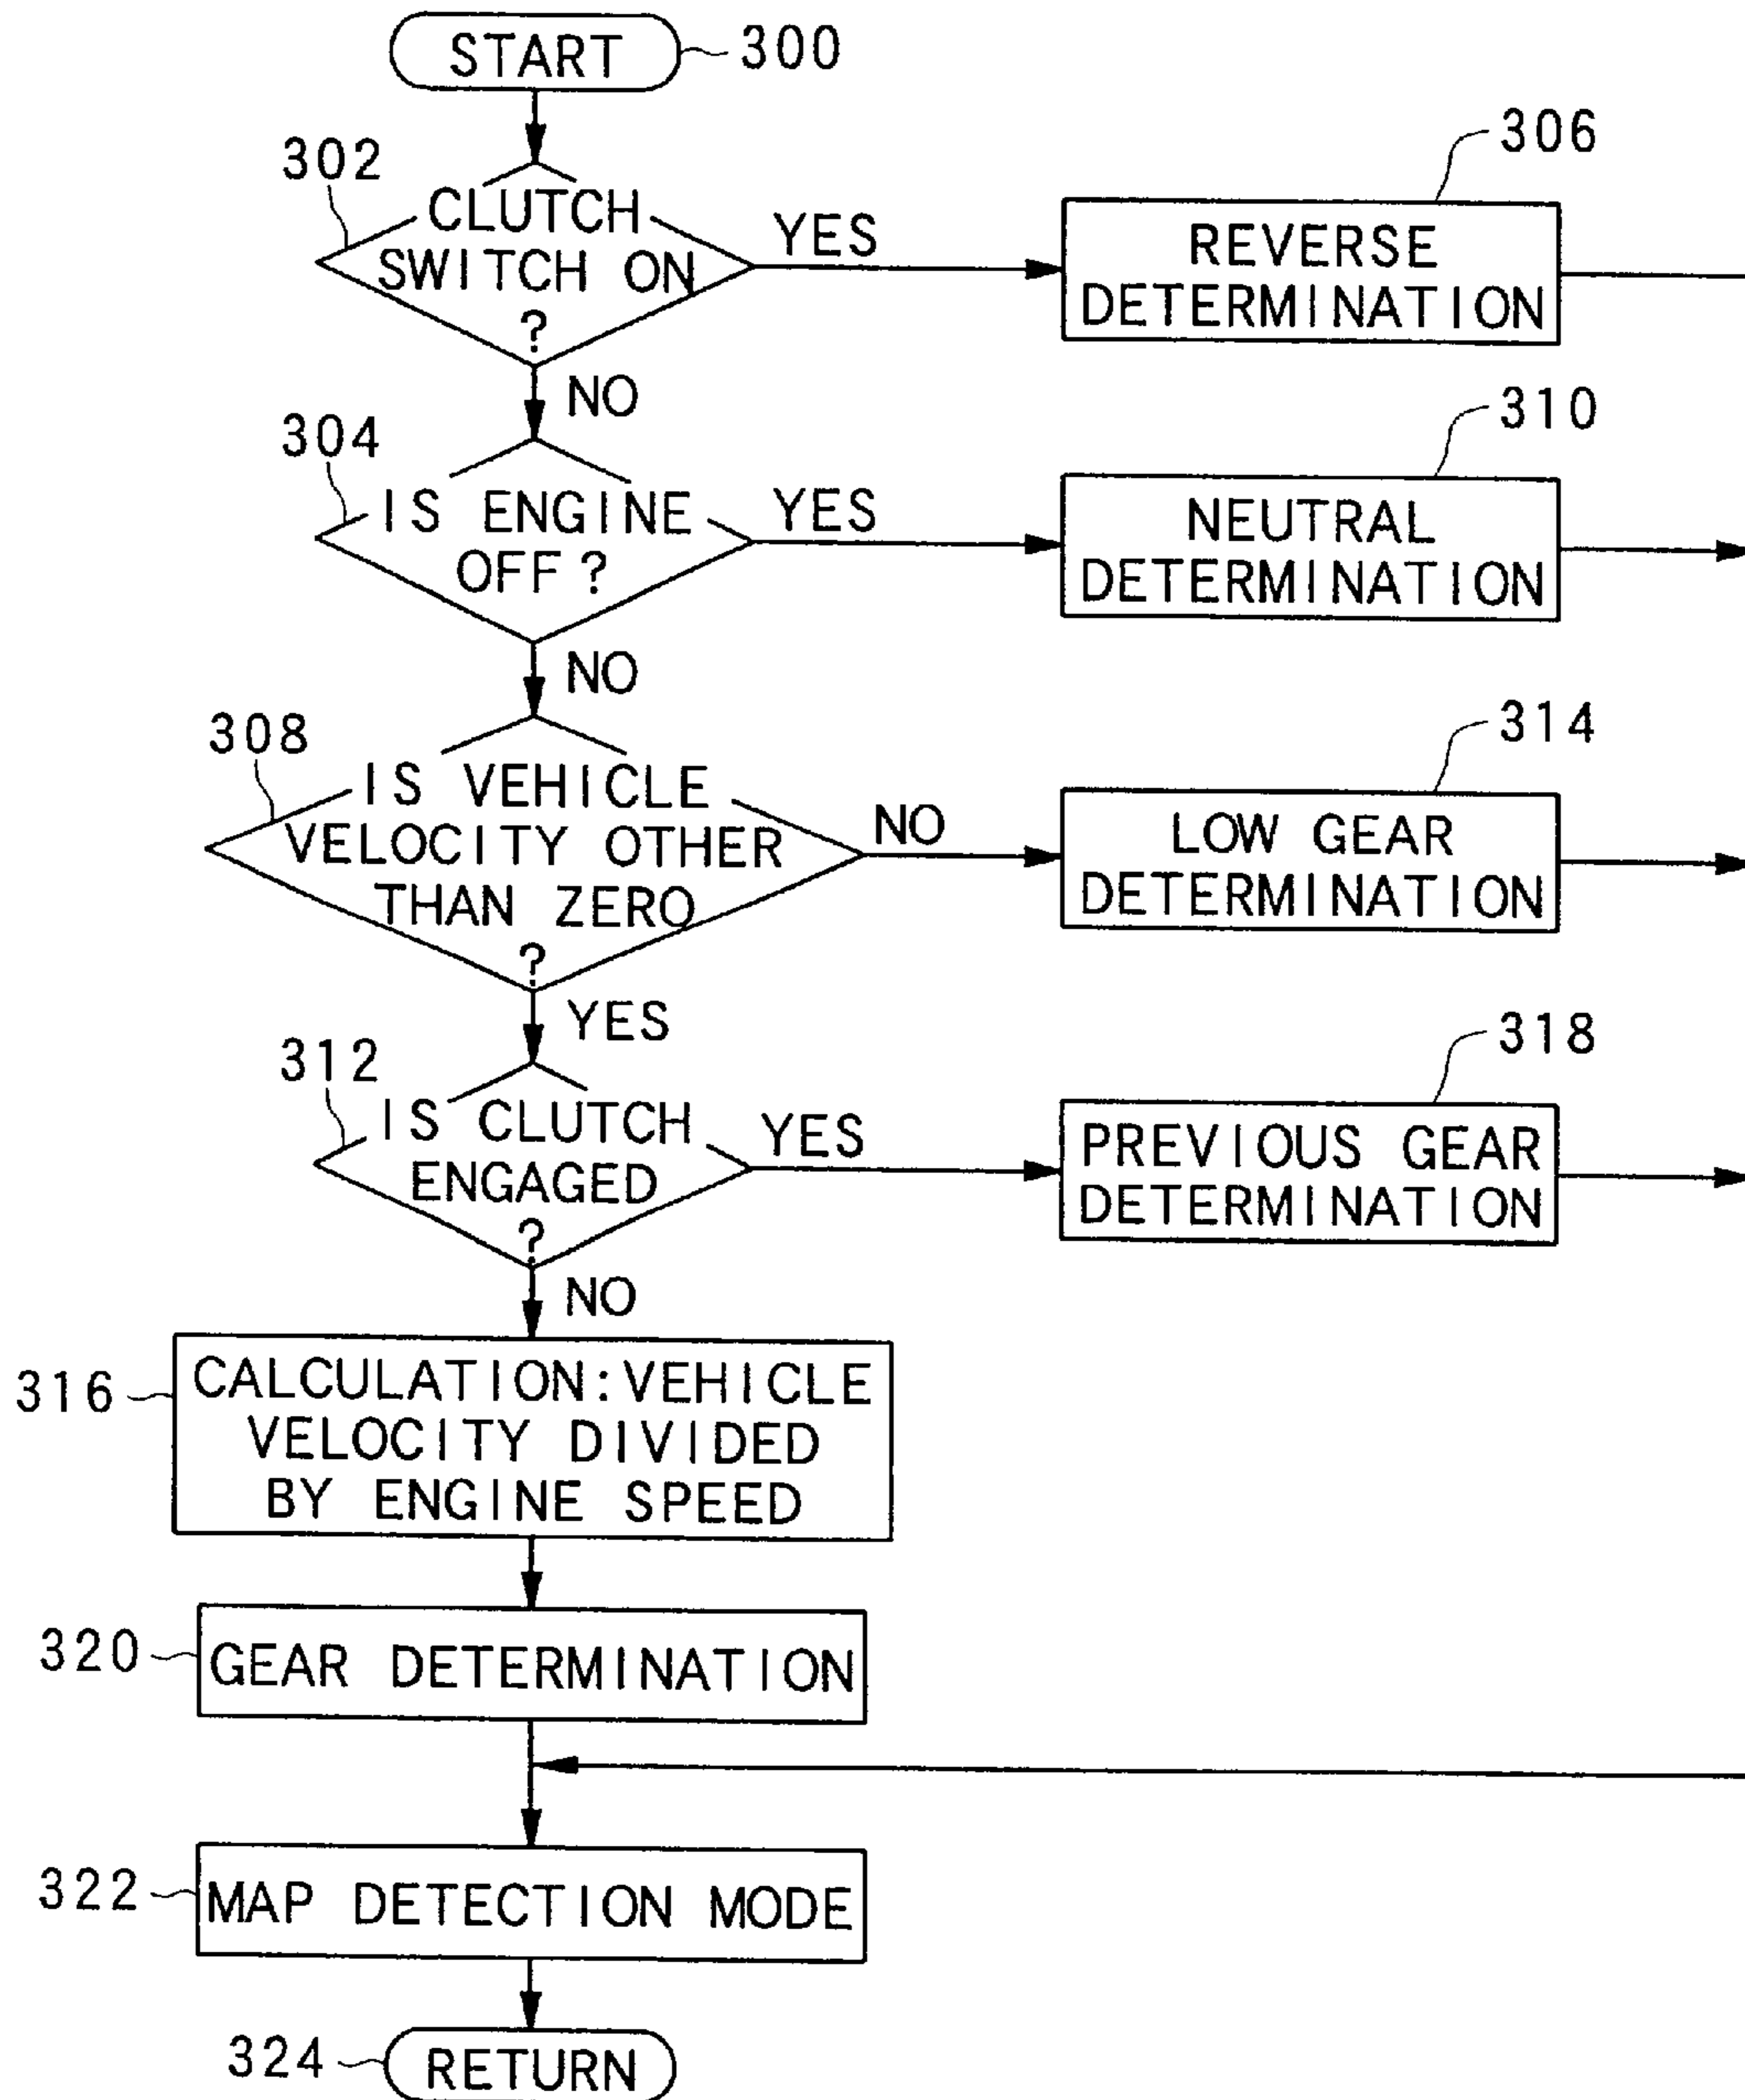 START
300
302
CLUTCH
SWITCH ON
?
YES
306
REVERSE
DETERMINATION
NO
304
IS ENGINE
OFF?
YES
310
NEUTRAL
DETERMINATION
NO
308
IS VEHICLE
VELOCITY OTHER
THAN ZERO
?
NO
314
LOW GEAR
DETERMINATION
YES
312
IS CLUTCH
ENGAGED
?
YES
318
PREVIOUS GEAR
DETERMINATION
NO
316
CALCULATION:VEHICLE
VELOCITY DIVIDED
BY ENGINE SPEED
320
GEAR DETERMINATION
322
MAP DETECTION MODE
324
RETURN